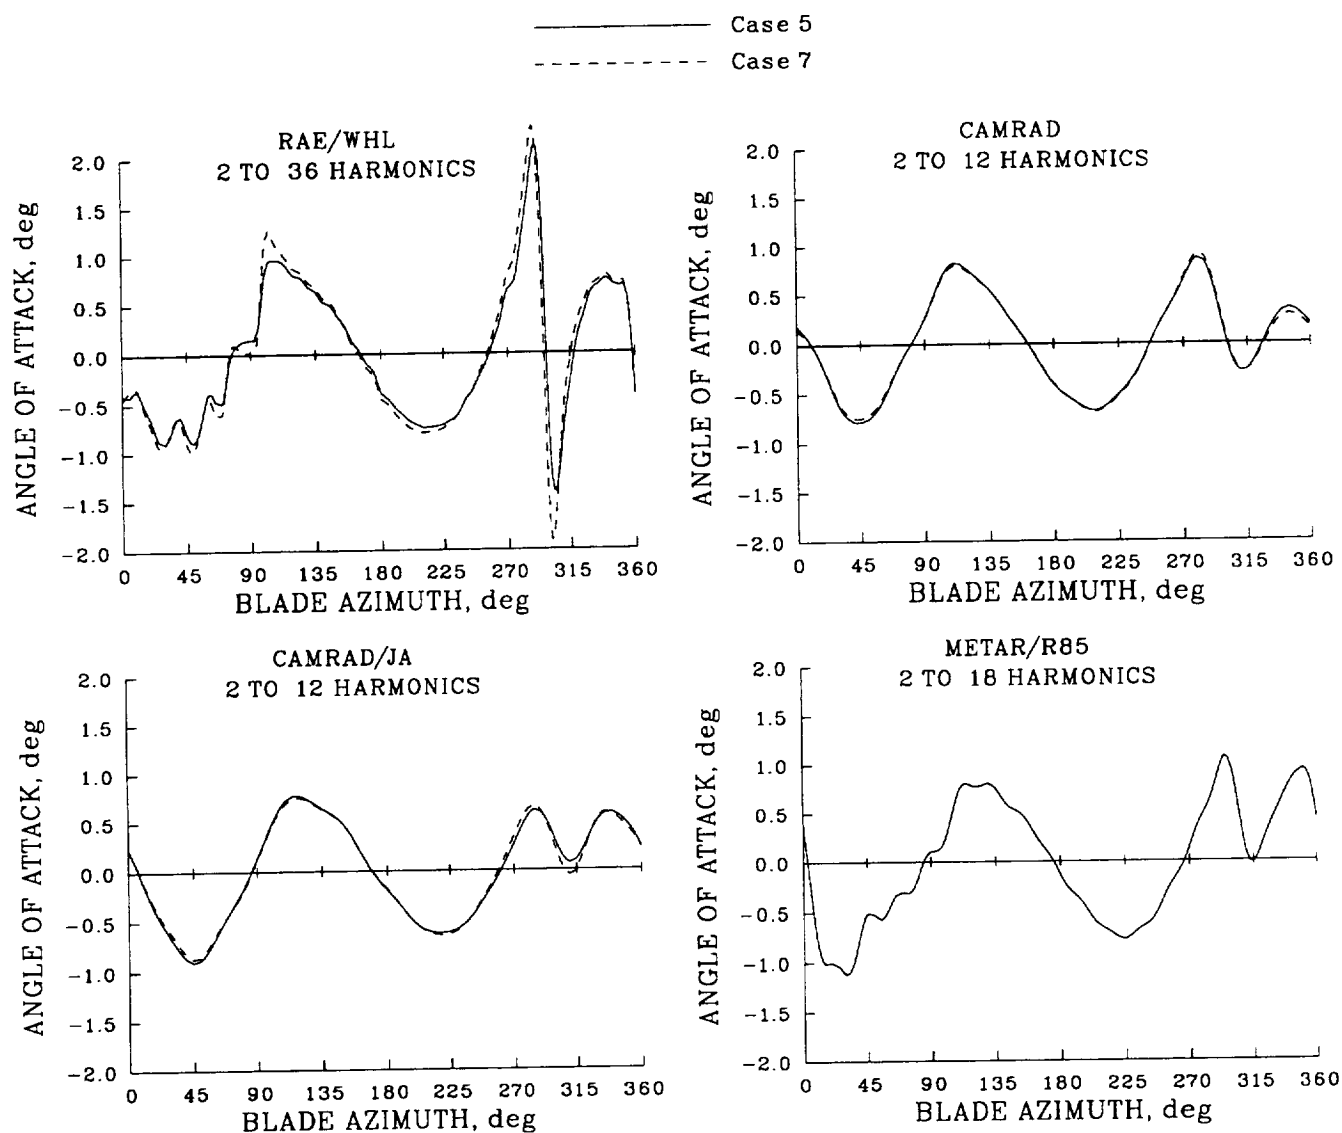 Case 5
Case 7
RAE/WHL
2 TO 36 HARMONICS
2.0
1.5
1.0
0.5
0.0
−0.5
−1.0
−1.5
−2.0
ANGLE OF ATTACK, deg
0 45 90 135 180 225 270 315 360
BLADE AZIMUTH, deg
CAMRAD
2 TO 12 HARMONICS
2.0
1.5
1.0
0.5
0.0
−0.5
−1.0
−1.5
−2.0
ANGLE OF ATTACK, deg
0 45 90 135 180 225 270 315 360
BLADE AZIMUTH, deg
CAMRAD/JA
2 TO 12 HARMONICS
2.0
1.5
1.0
0.5
0.0
−0.5
−1.0
−1.5
−2.0
ANGLE OF ATTACK, deg
0 45 90 135 180 225 270 315 360
BLADE AZIMUTH, deg
METAR/R85
2 TO 18 HARMONICS
2.0
1.5
1.0
0.5
0.0
−0.5
−1.0
−1.5
−2.0
ANGLE OF ATTACK, deg
0 45 90 135 180 225 270 315 360
BLADE AZIMUTH, deg